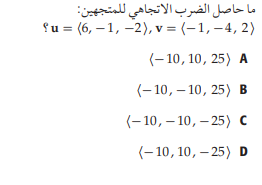 ما حاصل الضرب الاتجاهي للمتجهين:
u = ⟨6, −1, −2⟩, v = ⟨−1, −4, 2⟩ ؟
⟨−10, 10, 25⟩ A
⟨−10, −10, 25⟩ B
⟨−10, −10, −25⟩ C
⟨−10, 10, −25⟩ D